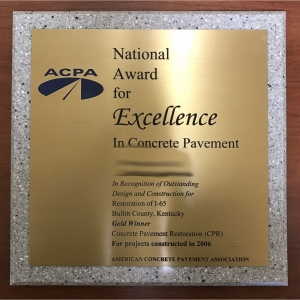 ACPA
National
Award
for
Excellence
In Concrete Pavement
In Recognition of Outstanding
Design and Construction for
Restoration of I-65
Bullitt County, Kentucky
Gold Winner
Concrete Pavement Restoration (CPR)
For projects constructed in 2006
AMERICAN CONCRETE PAVEMENT ASSOCIATION